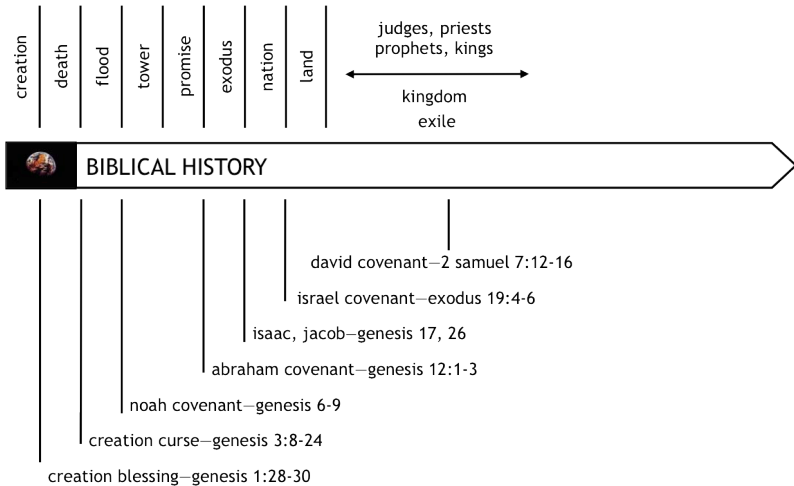 creation
death
flood
tower
promise
exodus
nation
land
judges, priests
prophets, kings
kingdom
exile
BIBLICAL HISTORY
david covenant—2 samuel 7:12-16
israel covenant—exodus 19:4-6
isaac, jacob—genesis 17, 26
abraham covenant—genesis 12:1-3
noah covenant—genesis 6-9
creation curse—genesis 3:8-24
creation blessing—genesis 1:28-30